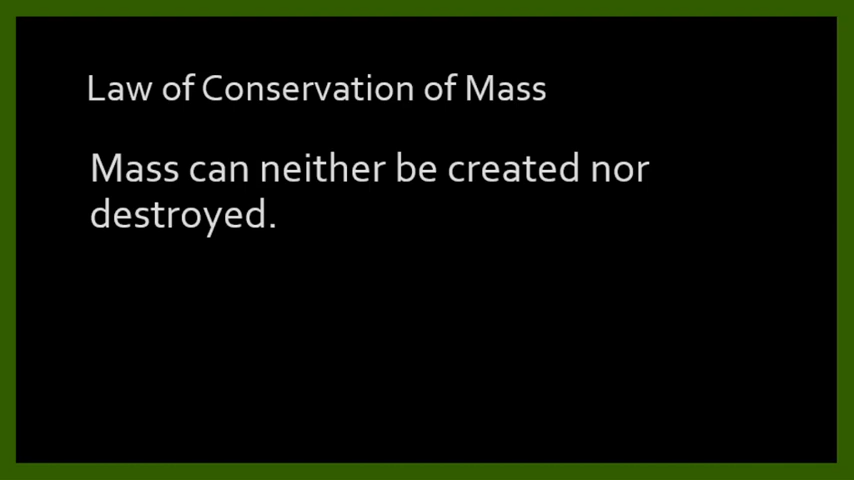 Law of Conservation of Mass
Mass can neither be created nor
destroyed.